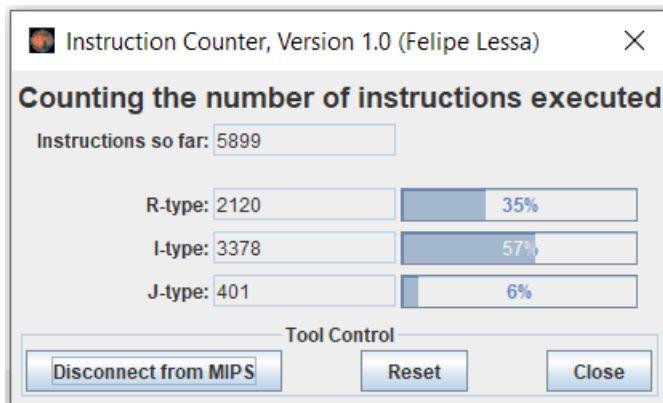 Instruction Counter, Version 1.0 (Felipe Lessa)
Counting the number of instructions executed
Instructions so far: 5899
R-type: 2120 35%
I-type: 3378 57%
J-type: 401 6%
Tool Control
Disconnect from MIPS Reset Close